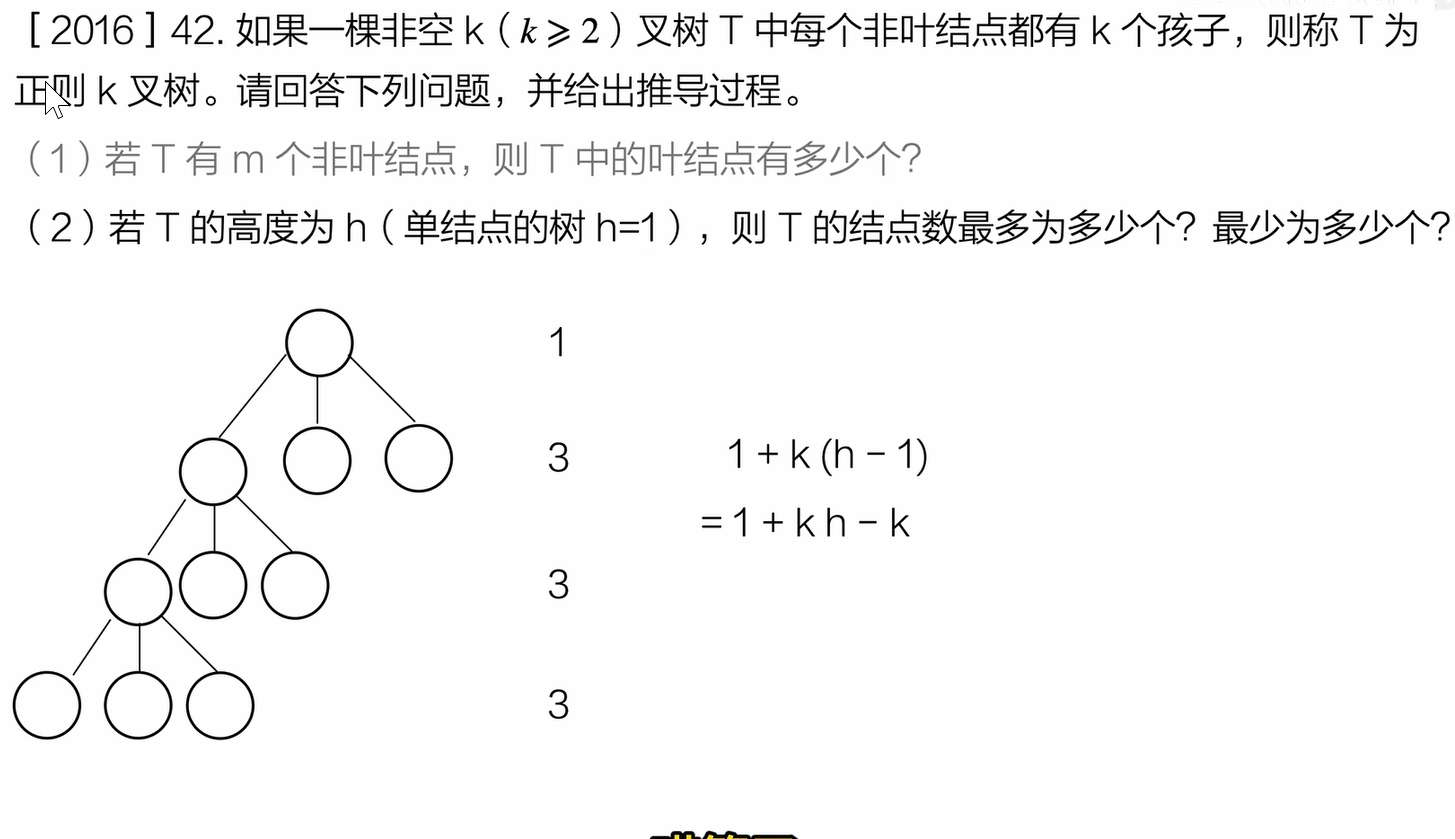 [ 2016 ] 42. 如果一棵非空 k（k ⩾ 2）叉树 T 中每个非叶结点都有 k 个孩子，则称 T 为
正则 k 叉树。请回答下列问题，并给出推导过程。
（1）若 T 有 m 个非叶结点，则 T 中的叶结点有多少个？
（2）若 T 的高度为 h（单结点的树 h=1），则 T 的结点数最多为多少个？最少为多少个？
1
3
1 + k (h − 1)
= 1 + k h − k
3
3